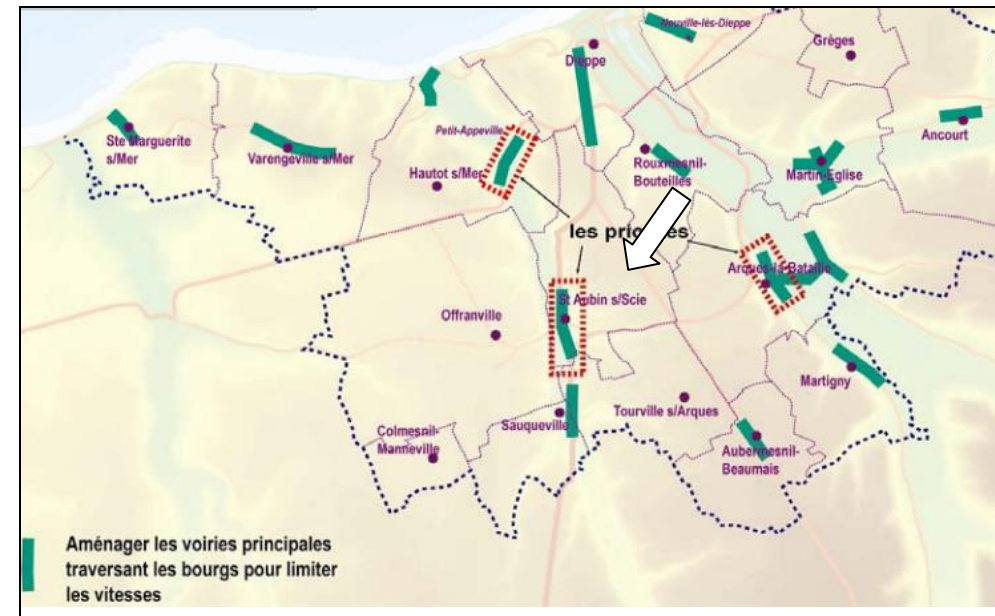 Neuville-lès-Dieppe
Grèges
Dieppe
Ancourt
Ste Marguerite
s/Mer
Varengeville s/Mer
Petit-Appeville
Hautot s/Mer
Rouxmesnil-
Bouteilles
Martin-Eglise
les priorités
Arques-la-Bataille
St Aubin s/Scie
Offranville
Martigny
Tourville s/Arques
Sauqueville
Colmesnil-
Manneville
Aubermesnil-
Beaumais
Aménager les voiries principales
traversant les bourgs pour limiter
les vitesses